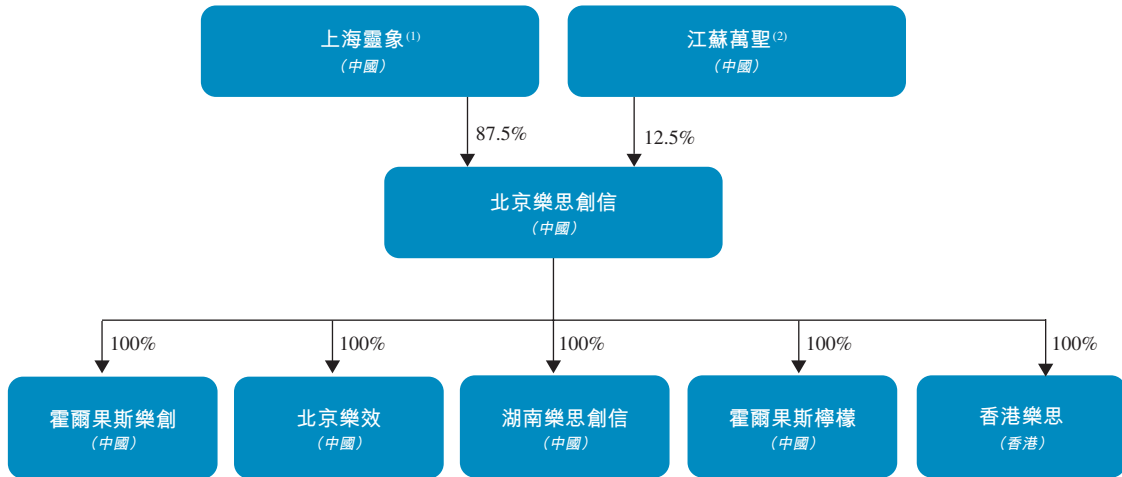 上海靈象(1)
（中國）
江蘇萬聖(2)
（中國）
87.5%
12.5%
北京樂思創信
（中國）
100%
100%
100%
100%
100%
霍爾果斯樂創
（中國）
北京樂效
（中國）
湖南樂思創信
（中國）
霍爾果斯檸檬
（中國）
香港樂思
（香港）